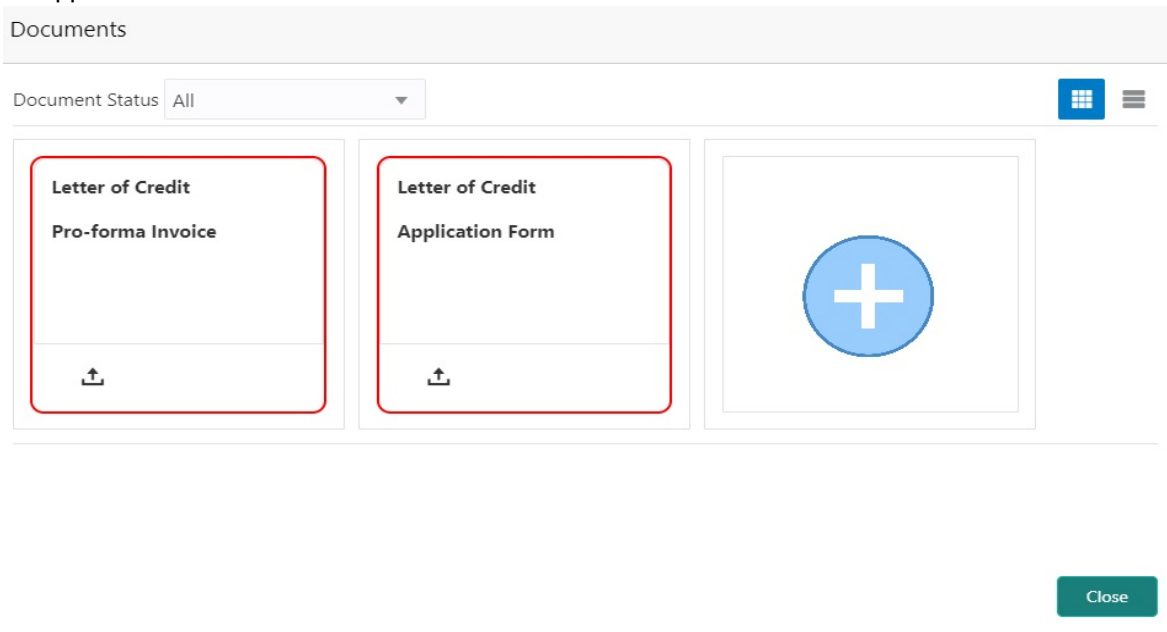 Documents
Document Status All
Letter of Credit
Pro-forma Invoice
Letter of Credit
Application Form
Close